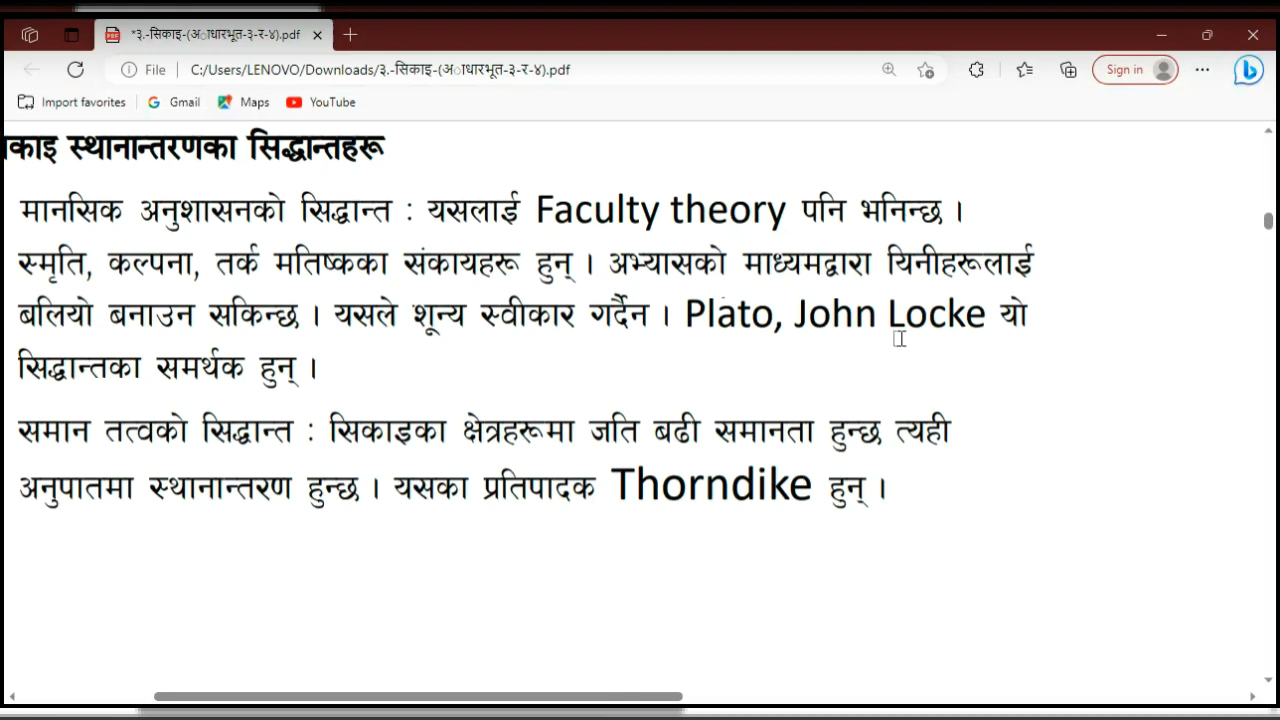 *३.-सिकाइ-(अाधारभूत-३-र-४).pdf
File
C:/Users/LENOVO/Downloads/३.-सिकाइ-(अाधारभूत-३-र-४).pdf
Sign in
Import favorites Gmail Maps YouTube
स्थानान्तरणका सिद्धान्तहरू
मानसिक अनुशासनको सिद्धान्त : यसलाई Faculty theory पनि भनिन्छ ।
स्मृति, कल्पना, तर्क मतिष्कका संकायहरू हुन् । अभ्यासको माध्यमद्वारा यिनीहरूलाई
बलियो बनाउन सकिन्छ । यसले शून्य स्वीकार गर्दैन । Plato, John Locke यो
सिद्धान्तका समर्थक हुन् ।
समान तत्वको सिद्धान्त : सिकाइका क्षेत्रहरूमा जति बढी समानता हुन्छ त्यही
अनुपातमा स्थानान्तरण हुन्छ । यसका प्रतिपादक Thorndike हुन् ।